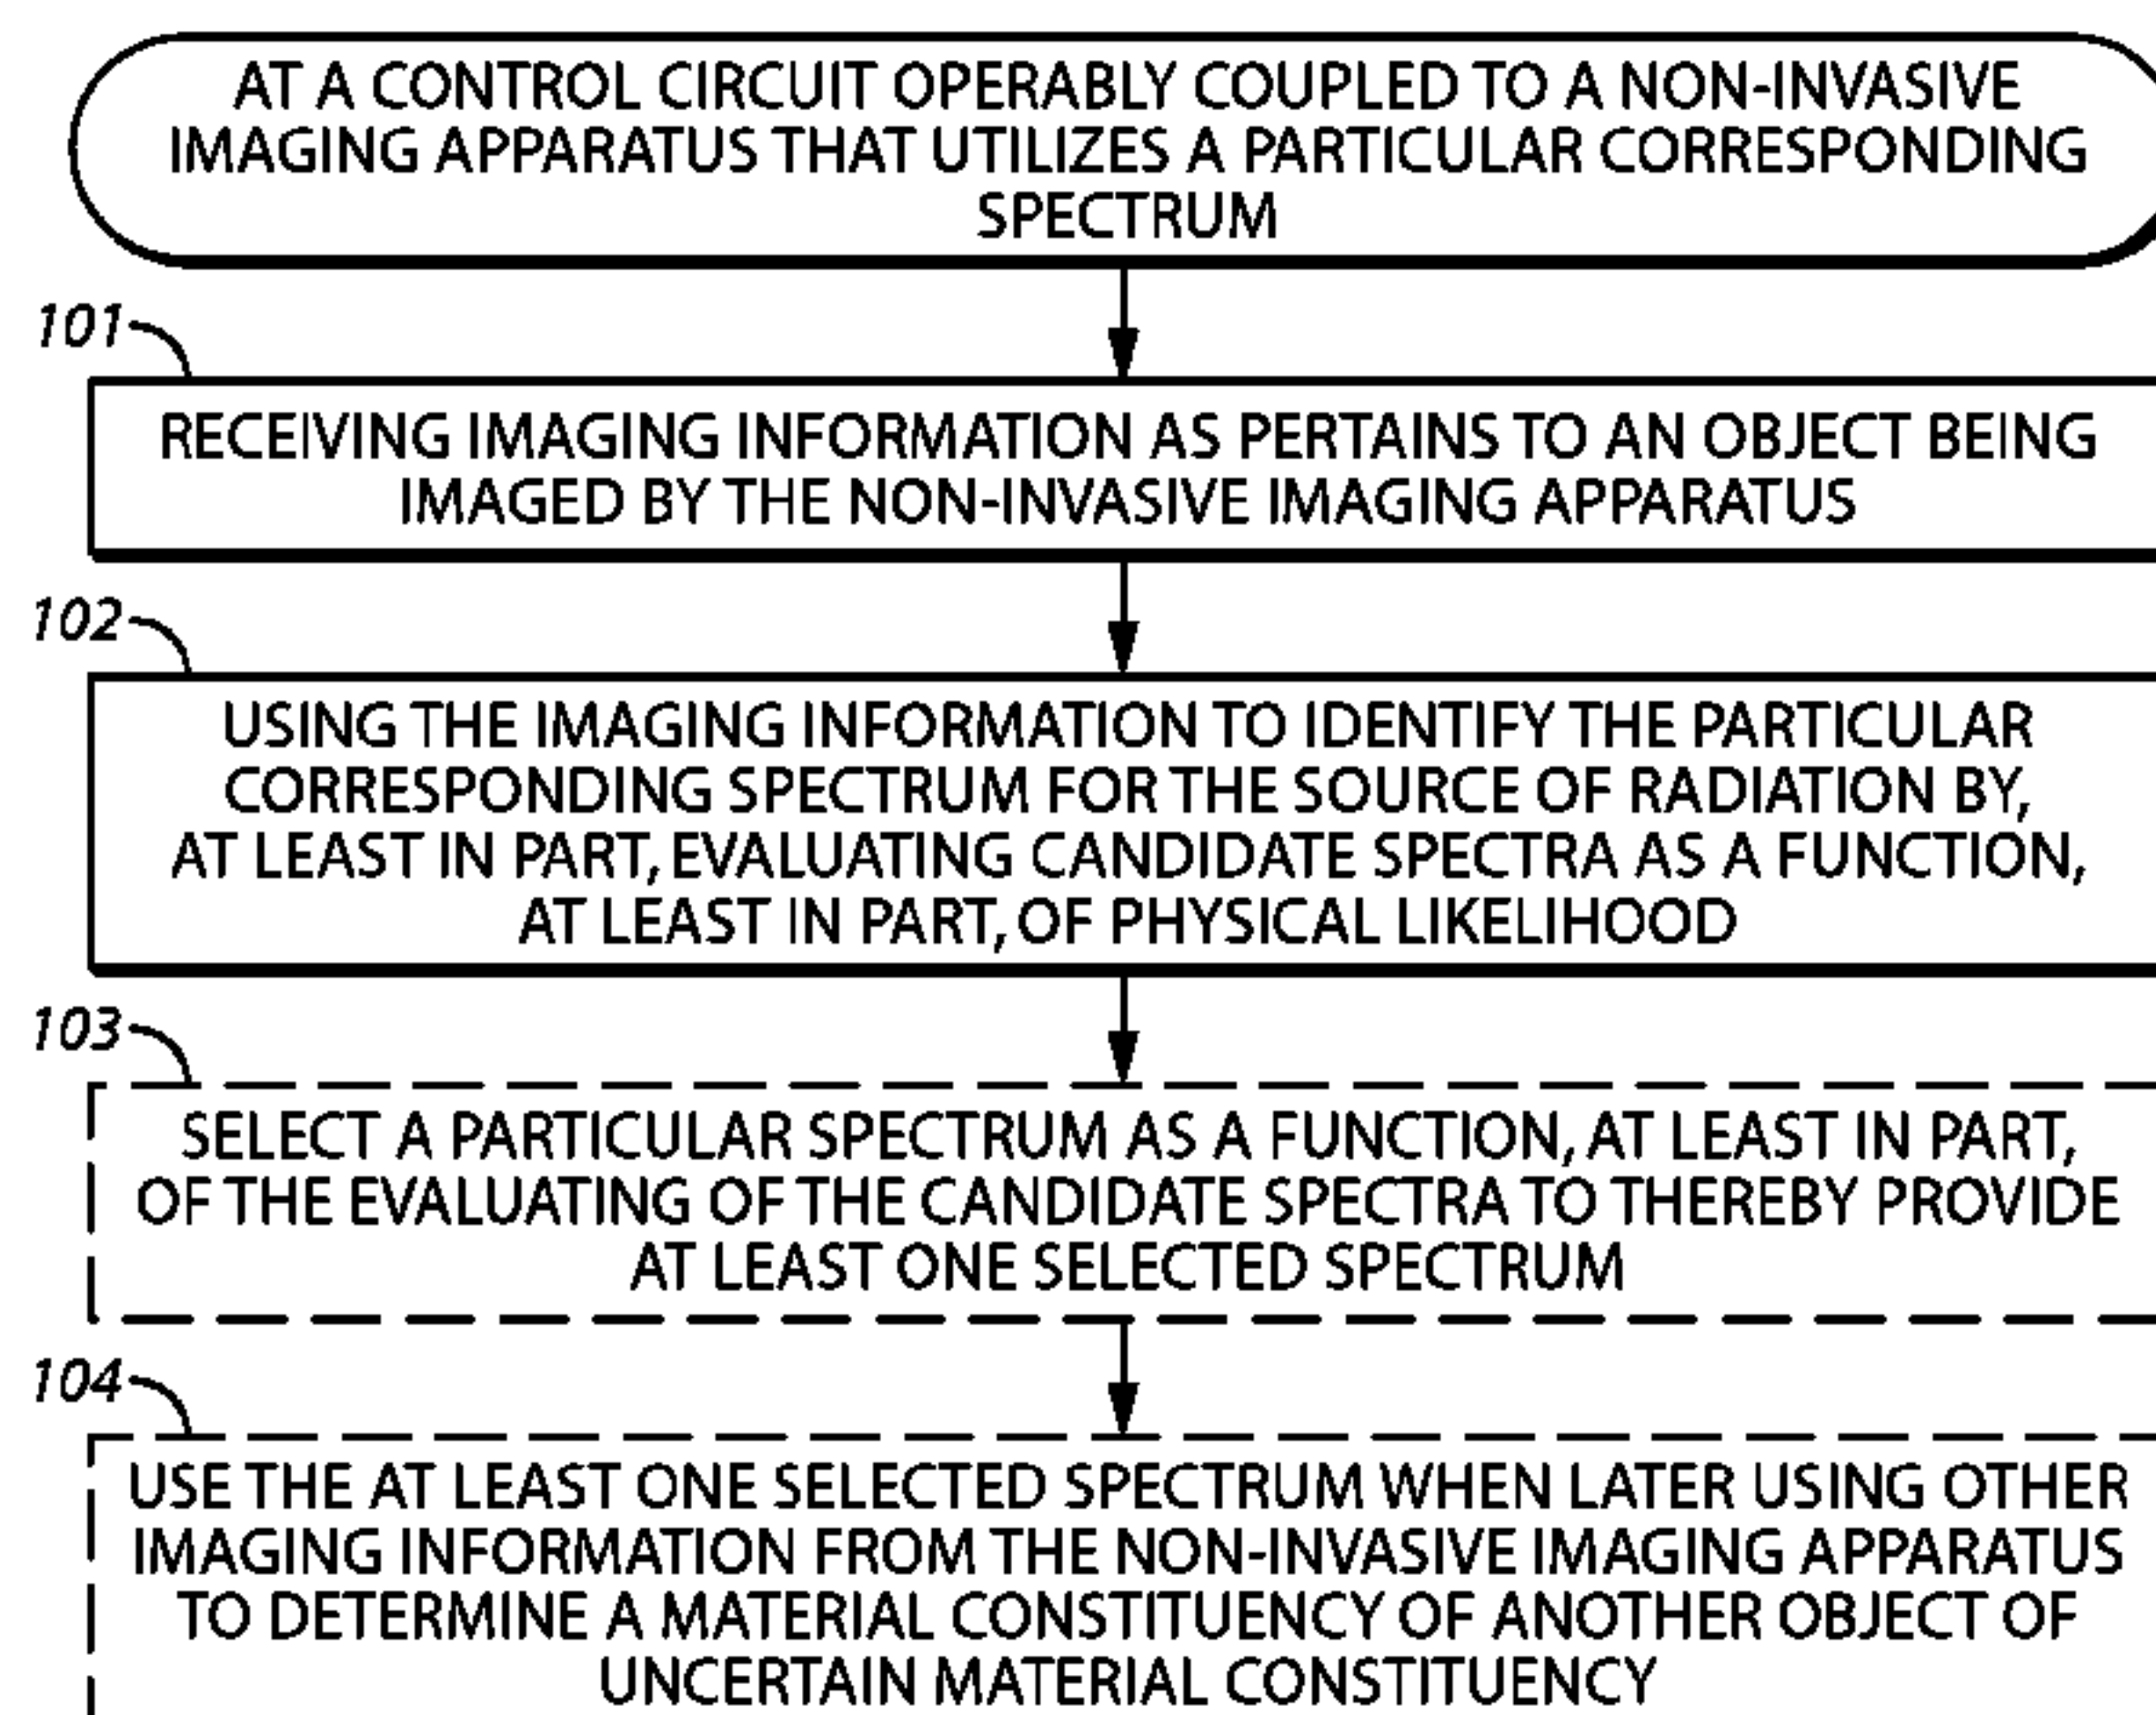 AT A CONTROL CIRCUIT OPERABLY COUPLED TO A NON-INVASIVE
IMAGING APPARATUS THAT UTILIZES A PARTICULAR CORRESPONDING
SPECTRUM
101
RECEIVING IMAGING INFORMATION AS PERTAINS TO AN OBJECT BEING
IMAGED BY THE NON-INVASIVE IMAGING APPARATUS
102
USING THE IMAGING INFORMATION TO IDENTIFY THE PARTICULAR
CORRESPONDING SPECTRUM FOR THE SOURCE OF RADIATION BY,
AT LEAST IN PART, EVALUATING CANDIDATE SPECTRA AS A FUNCTION,
AT LEAST IN PART, OF PHYSICAL LIKELIHOOD
103
SELECT A PARTICULAR SPECTRUM AS A FUNCTION, AT LEAST IN PART,
OF THE EVALUATING OF THE CANDIDATE SPECTRA TO THEREBY PROVIDE
AT LEAST ONE SELECTED SPECTRUM
104
USE THE AT LEAST ONE SELECTED SPECTRUM WHEN LATER USING OTHER
IMAGING INFORMATION FROM THE NON-INVASIVE IMAGING APPARATUS
TO DETERMINE A MATERIAL CONSTITUENCY OF ANOTHER OBJECT OF
UNCERTAIN MATERIAL CONSTITUENCY